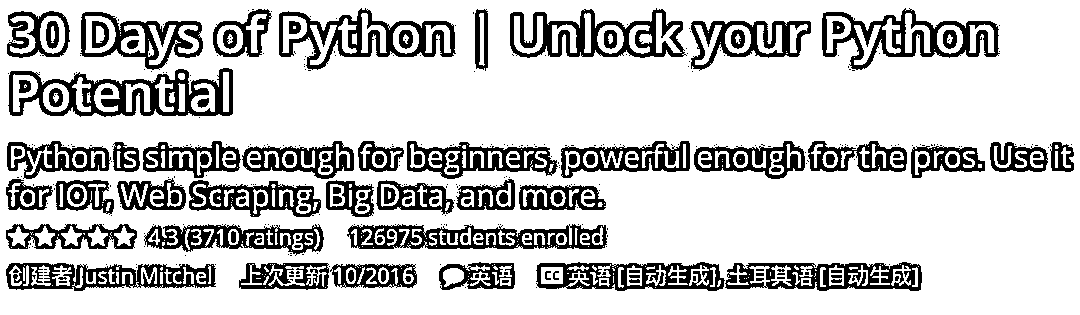 30 Days of Python | Unlock your Python
Potential
Python is simple enough for beginners, powerful enough for the pros. Use it
for IOT, Web Scraping, Big Data, and more.
4.3 (3710 ratings) 126975 students enrolled
创建者 Justin Mitchel 上次更新 10/2016 英语 CC 英语 [自动生成], 土耳其语 [自动生成]